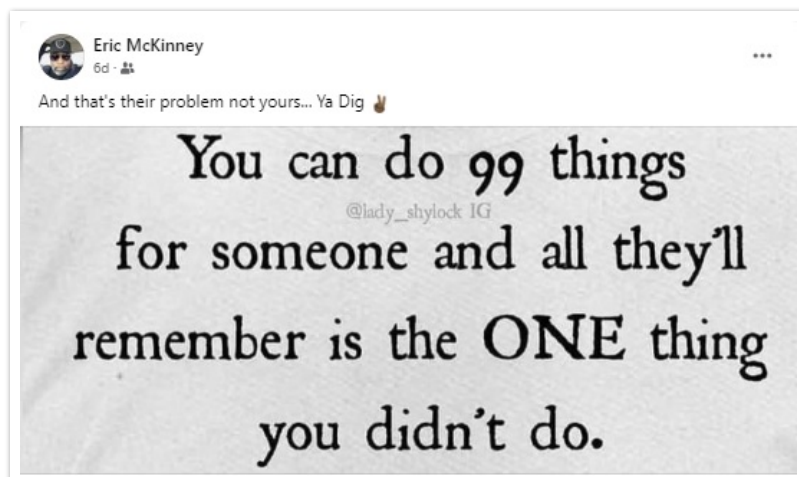 Eric McKinney
6d ·
...
And that's their problem not yours... Ya Dig ✌🏾
You can do 99 things
@lady_shylock IG
for someone and all they'll
remember is the ONE thing
you didn't do.